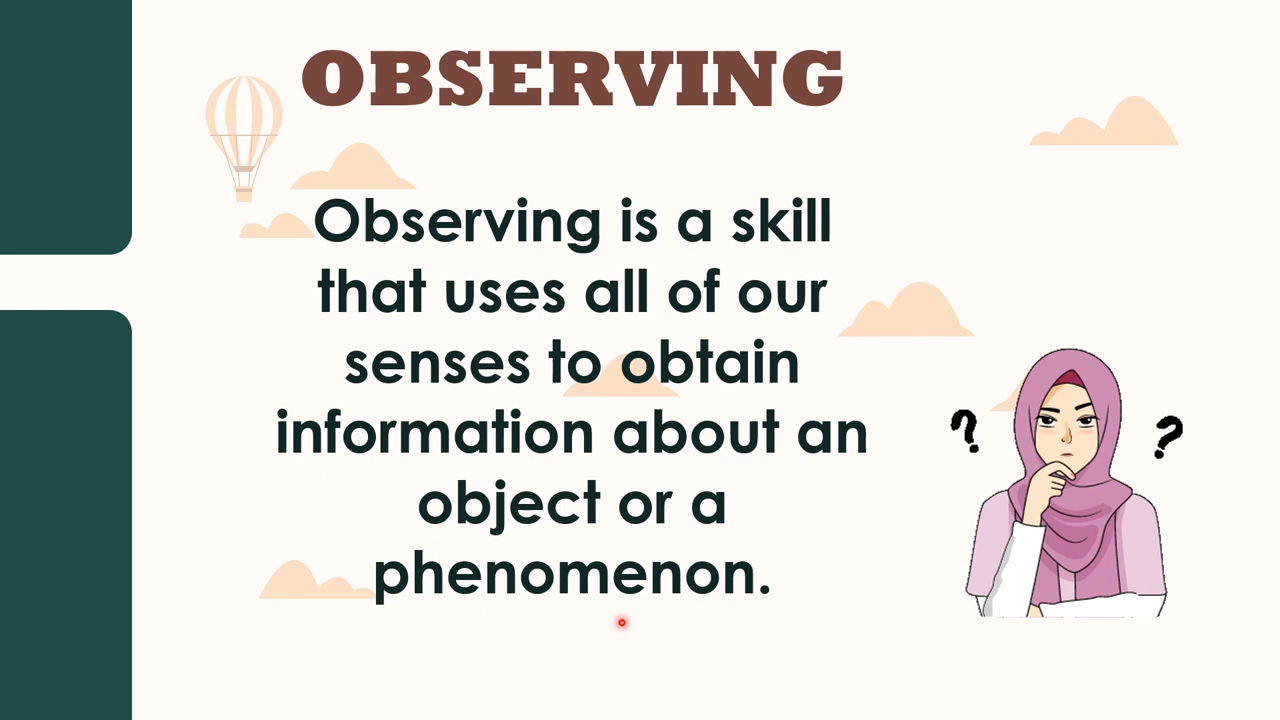 OBSERVING
Observing is a skill
that uses all of our
senses to obtain
information about an
object or a
phenomenon.
? ?